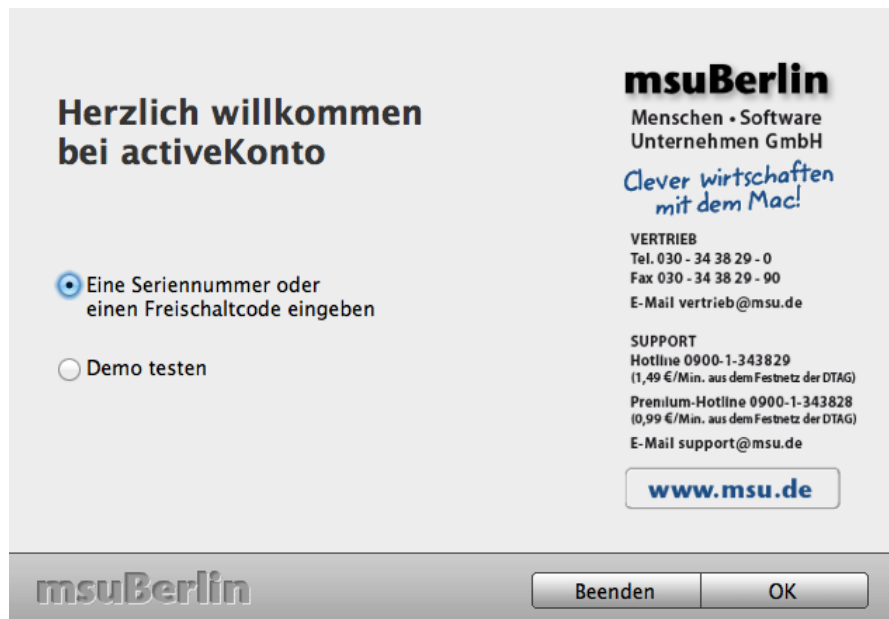 Herzlich willkommen
bei activeKonto
Eine Seriennummer oder
einen Freischaltcode eingeben
Demo testen
msuBerlin
Menschen • Software
Unternehmen GmbH
Clever wirtschaften
mit dem Mac!
VERTRIEB
Tel. 030 - 34 38 29 - 0
Fax 030 - 34 38 29 - 90
E-Mail vertrieb@msu.de
SUPPORT
Hotline 0900-1-343829
(1,49 €/Min. aus dem Festnetz der DTAG)
Premium-Hotline 0900-1-343828
(0,99 €/Min. aus dem Festnetz der DTAG)
E-Mail support@msu.de
www.msu.de
msuBerlin
Beenden
OK